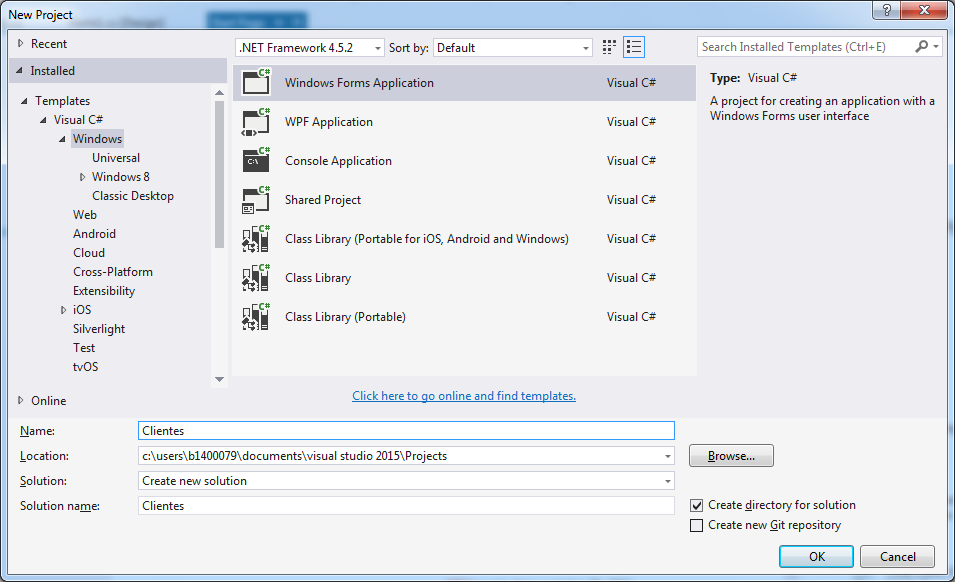 New Project
Recent
.NET Framework 4.5.2 Sort by: Default
Search Installed Templates (Ctrl+E)
Installed
Templates
Visual C#
Windows
Universal
Windows 8
Classic Desktop
Web
Android
Cloud
Cross-Platform
Extensibility
iOS
Silverlight
Test
tvOS
Online
Windows Forms Application Visual C#
WPF Application Visual C#
Console Application Visual C#
Shared Project Visual C#
Class Library (Portable for iOS, Android and Windows) Visual C#
Class Library Visual C#
Class Library (Portable) Visual C#
Click here to go online and find templates.
Type: Visual C#
A project for creating an application with a
Windows Forms user interface
Name: Clientes
Location: c:\users\b1400079\documents\visual studio 2015\Projects Browse...
Solution: Create new solution
Solution name: Clientes
Create directory for solution
Create new Git repository
OK Cancel